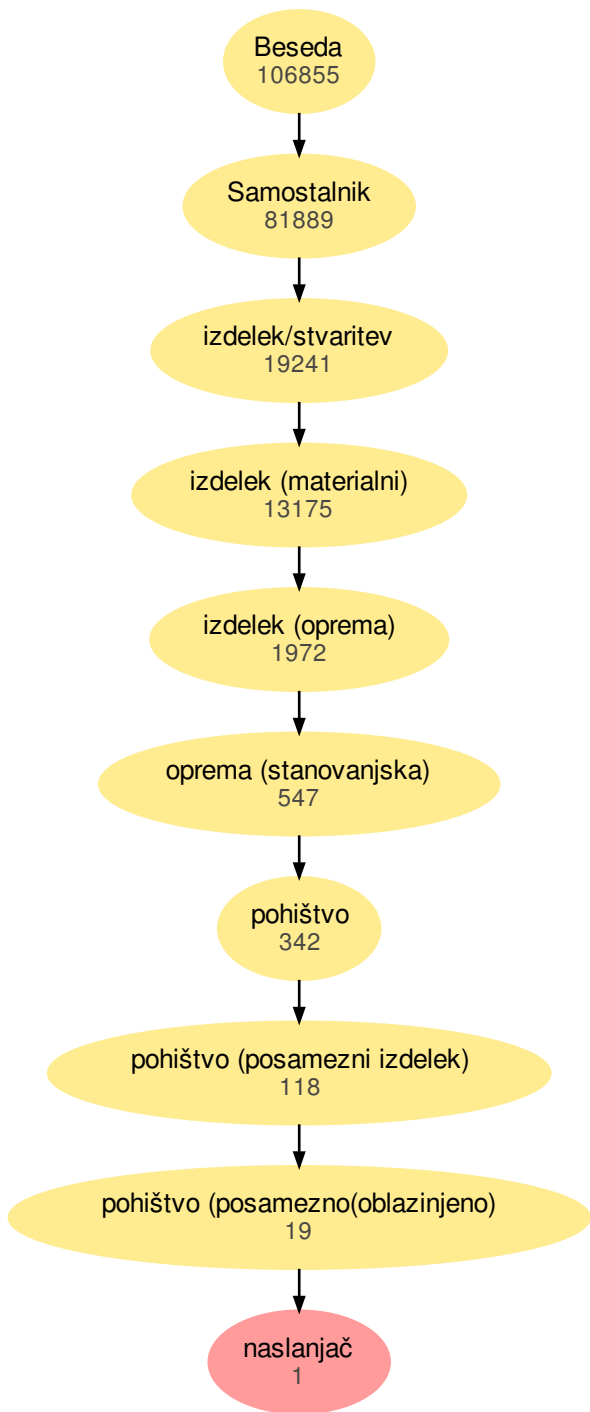 Beseda
106855
Samostalnik
81889
izdelek/stvaritev
19241
izdelek (materialni)
13175
izdelek (oprema)
1972
oprema (stanovanjska)
547
pohištvo
342
pohištvo (posamezni izdelek)
118
pohištvo (posamezno(oblazinjeno)
19
naslanjač
1